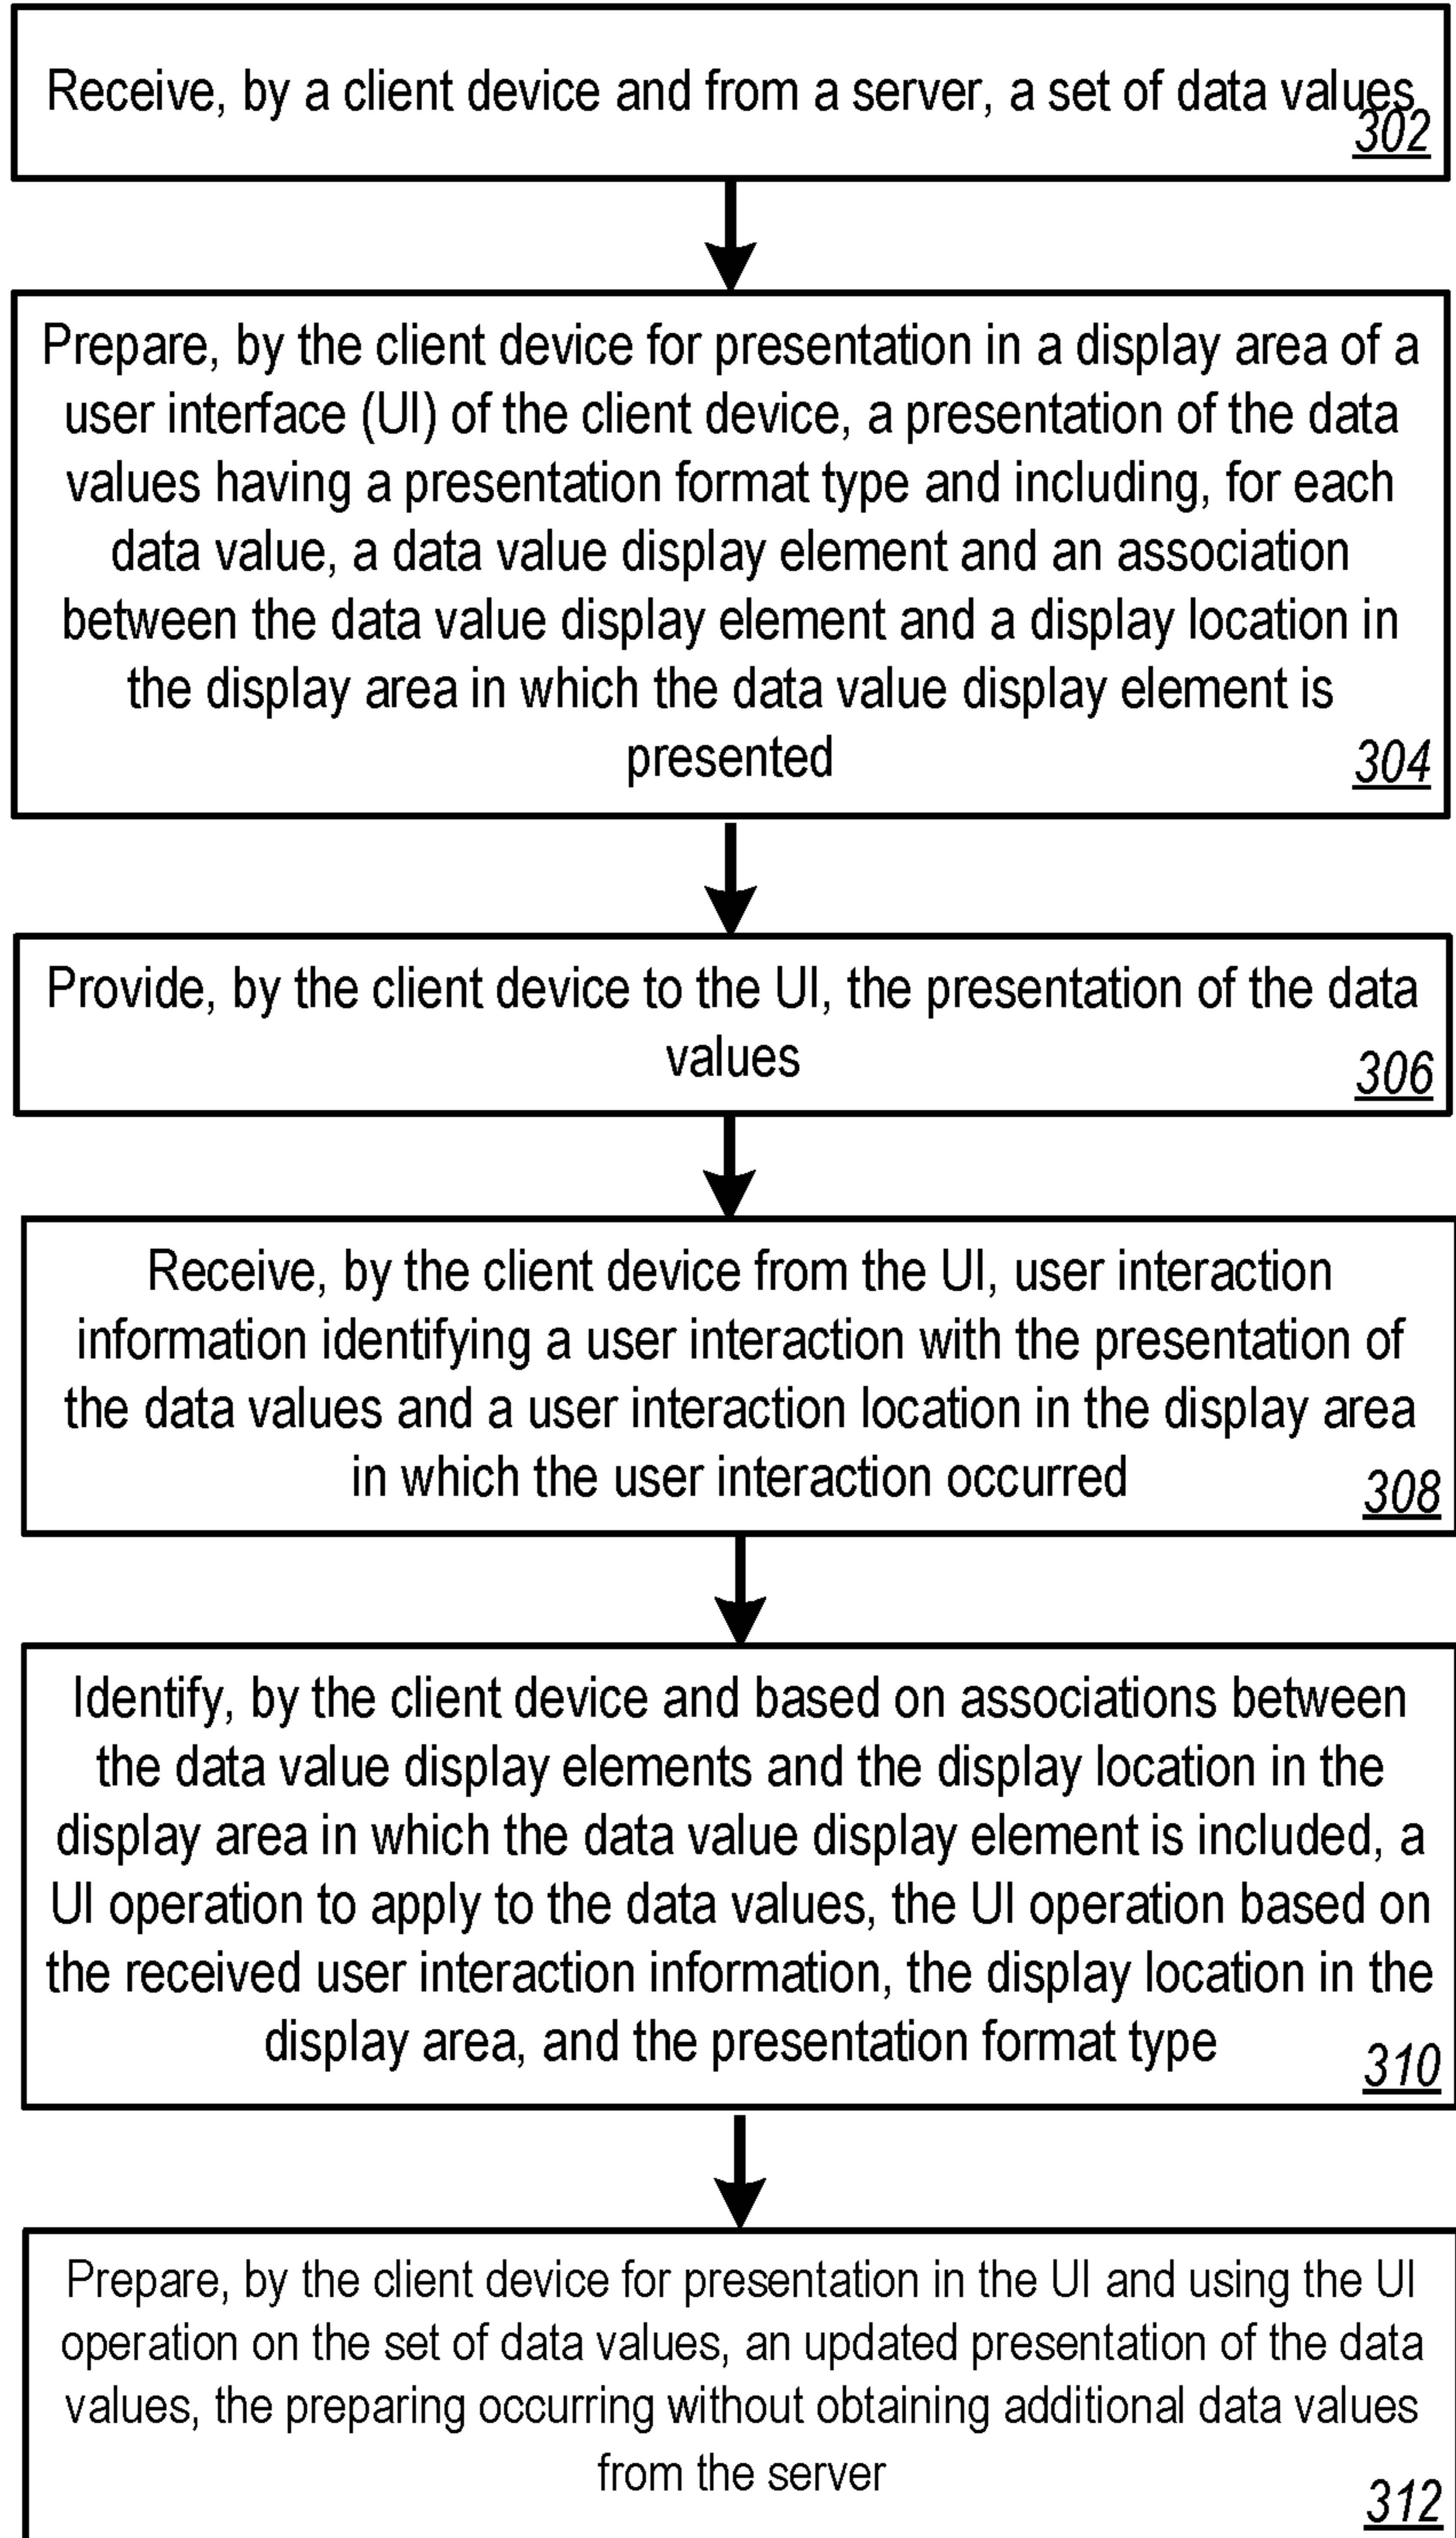 Receive, by a client device and from a server, a set of data values
302
Prepare, by the client device for presentation in a display area of a
user interface (UI) of the client device, a presentation of the data
values having a presentation format type and including, for each
data value, a data value display element and an association
between the data value display element and a display location in
the display area in which the data value display element is
presented
304
Provide, by the client device to the UI, the presentation of the data
values
306
Receive, by the client device from the UI, user interaction
information identifying a user interaction with the presentation of
the data values and a user interaction location in the display area
in which the user interaction occurred
308
Identify, by the client device and based on associations between
the data value display elements and the display location in the
display area in which the data value display element is included, a
UI operation to apply to the data values, the UI operation based on
the received user interaction information, the display location in the
display area, and the presentation format type
310
Prepare, by the client device for presentation in the UI and using the UI
operation on the set of data values, an updated presentation of the data
values, the preparing occurring without obtaining additional data values
from the server
312